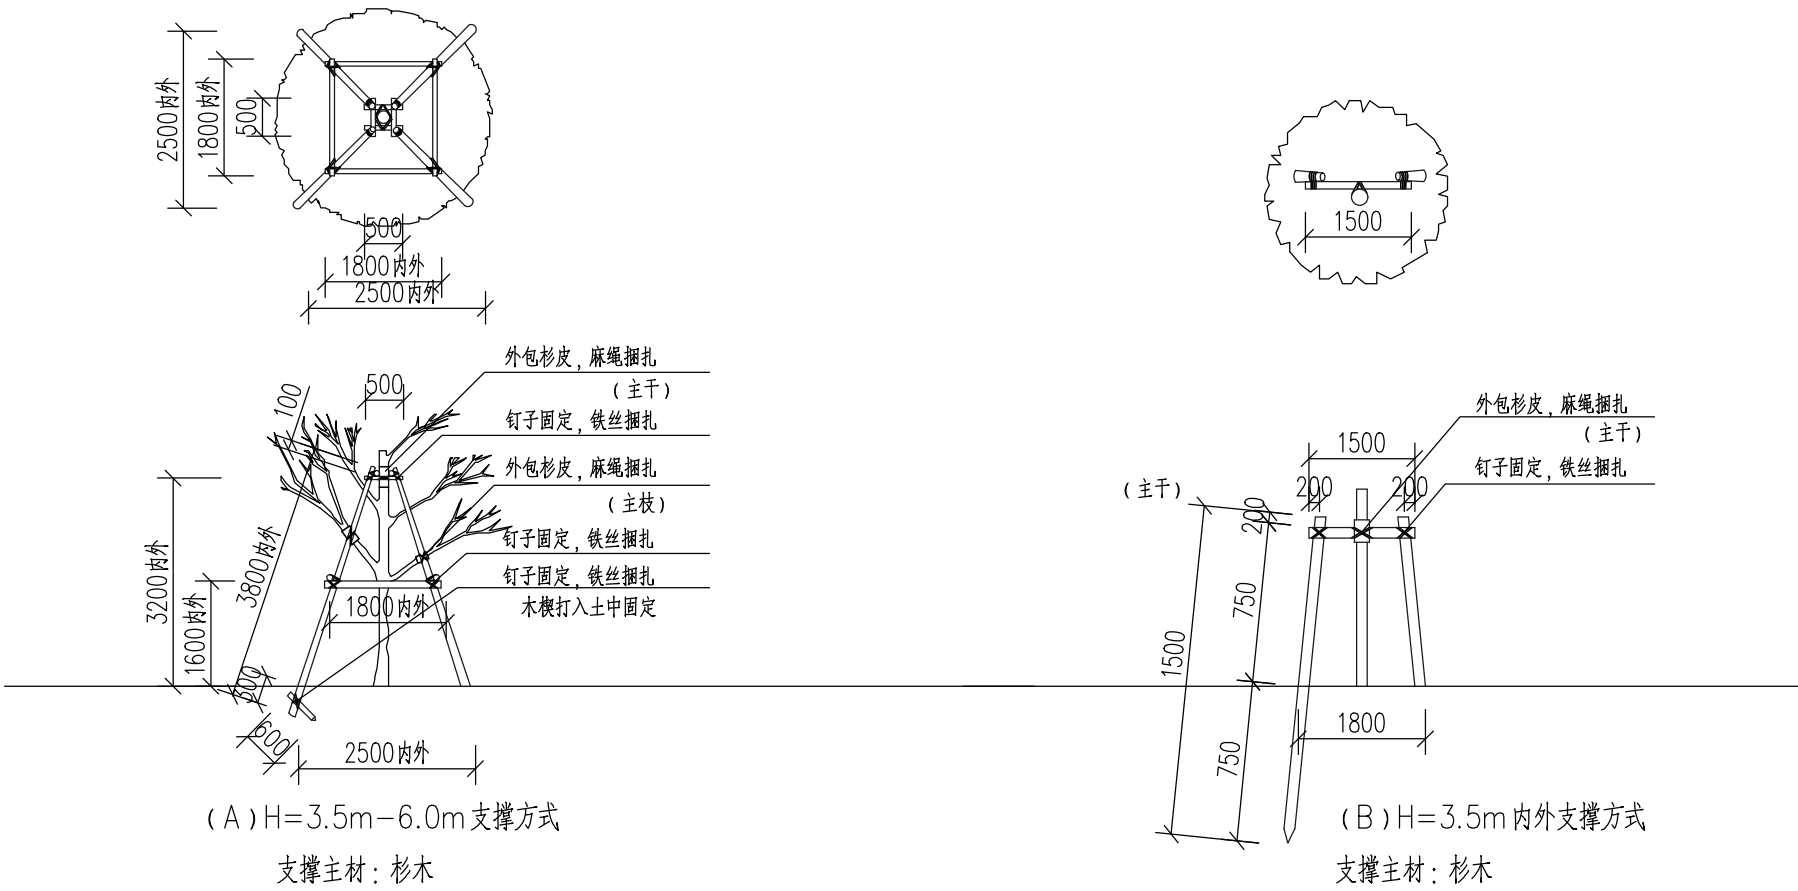 2500内外
1800内外
500
500
1800内外
2500内外
1500
外包杉皮，麻绳捆扎
（主干）
500
100
钉子固定，铁丝捆扎
外包杉皮，麻绳捆扎
（主枝）
钉子固定，铁丝捆扎
钉子固定，铁丝捆扎
木楔打入土中固定
3200内外
1600内外
3800内外
1800内外
600
2500内外
（A）H=3.5m-6.0m支撑方式
支撑主材：杉木
外包杉皮，麻绳捆扎
（主干）
钉子固定，铁丝捆扎
1500
（主干）
200
200
200
750
1500
750
1800
（B）H=3.5m内外支撑方式
支撑主材：杉木